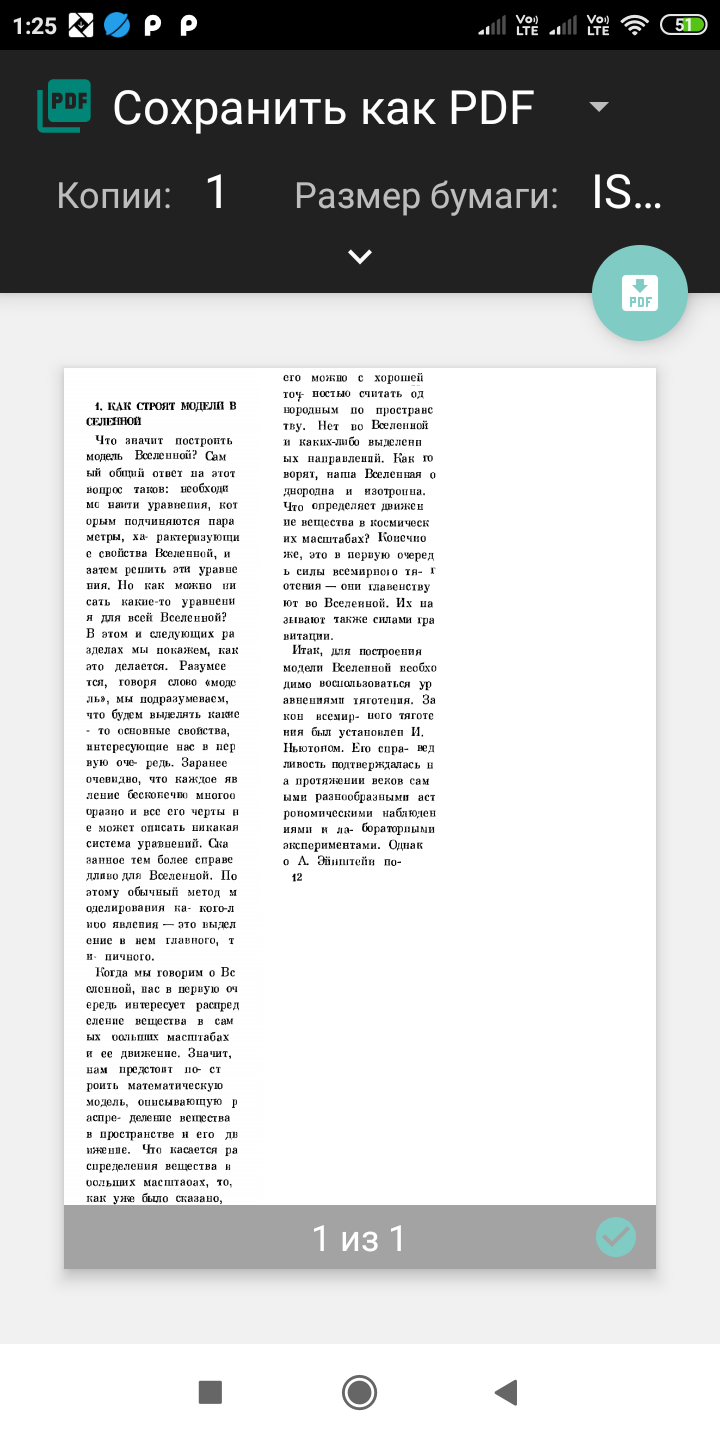 1:25
Vo) LTE
Vo) LTE
51
PDF
Сохранить как PDF
Копии: 1 Размер бумаги: IS...
PDF
1. КАК СТРОЯТ МОДЕЛИ В
СЕЛЕННОЙ
Что значит построить
модель Вселенной? Сам
ый общий ответ на этот
вопрос таков: необходи
мо найти уравнения, кот
орым подчиняются пара
метры, ха- рактеризующи
е свойства Вселенной, и
затем решить эти уравне
ния. Но как можно пи
сать какие-то уравнени
я для всей Вселенной?
В этом и следующих ра
зделах мы покажем, как
это делается. Разумее
тся, говоря слово «моде
ль», мы подразумеваем,
что будем выделять какие
- то основные свойства,
интересующие нас в пер
вую оче- редь. Заранее
очевидно, что каждое яв
ление бесконечно многоо
бразно и все его черты н
е может описать никакая
система уравнений. Ска
занное тем более справе
дливо для Вселенной. По
этому обычный метод м
оделирования ка- кого-л
ибо явления — это выдел
ение в нем главного, т
и- пичного.
Когда мы говорим о Вс
еленной, нас в первую оч
ередь интересует распред
еление вещества в сам
ых больших масштабах
и ее движение. Значит,
нам предстоит по- ст
роить математическую
модель, описывающую р
аспре- деление вещества
в пространстве и его дв
ижение. Что касается ра
спределения вещества в
больших масштабах, то,
как уже было сказано,
его можно с хорошей
точ- ностью считать од
нородным по пространс
тву. Нет во Вселенной
и каких-либо выделенн
ых направлений. Как го
ворят, наша Вселенная о
днородна и изотропна.
Что определяет движен
ие вещества в космическ
их масштабах? Конечно
же, это в первую очеред
ь силы всемирного тя- г
отения — они главенству
ют во Вселенной. Их на
зывают также силами гра
витации.
Итак, для построения
модели Вселенной необхо
димо воспользоваться ур
авнениями тяготения. За
кон всемир- ного тяготе
ния был установлен И.
Ньютоном. Его спра- вед
ливость подтверждалась н
а протяжении веков сам
ыми разнообразными аст
рономическими наблюден
иями и ла- бораторными
экспериментами. Однак
о А. Эйнштейн по-
12
1 из 1